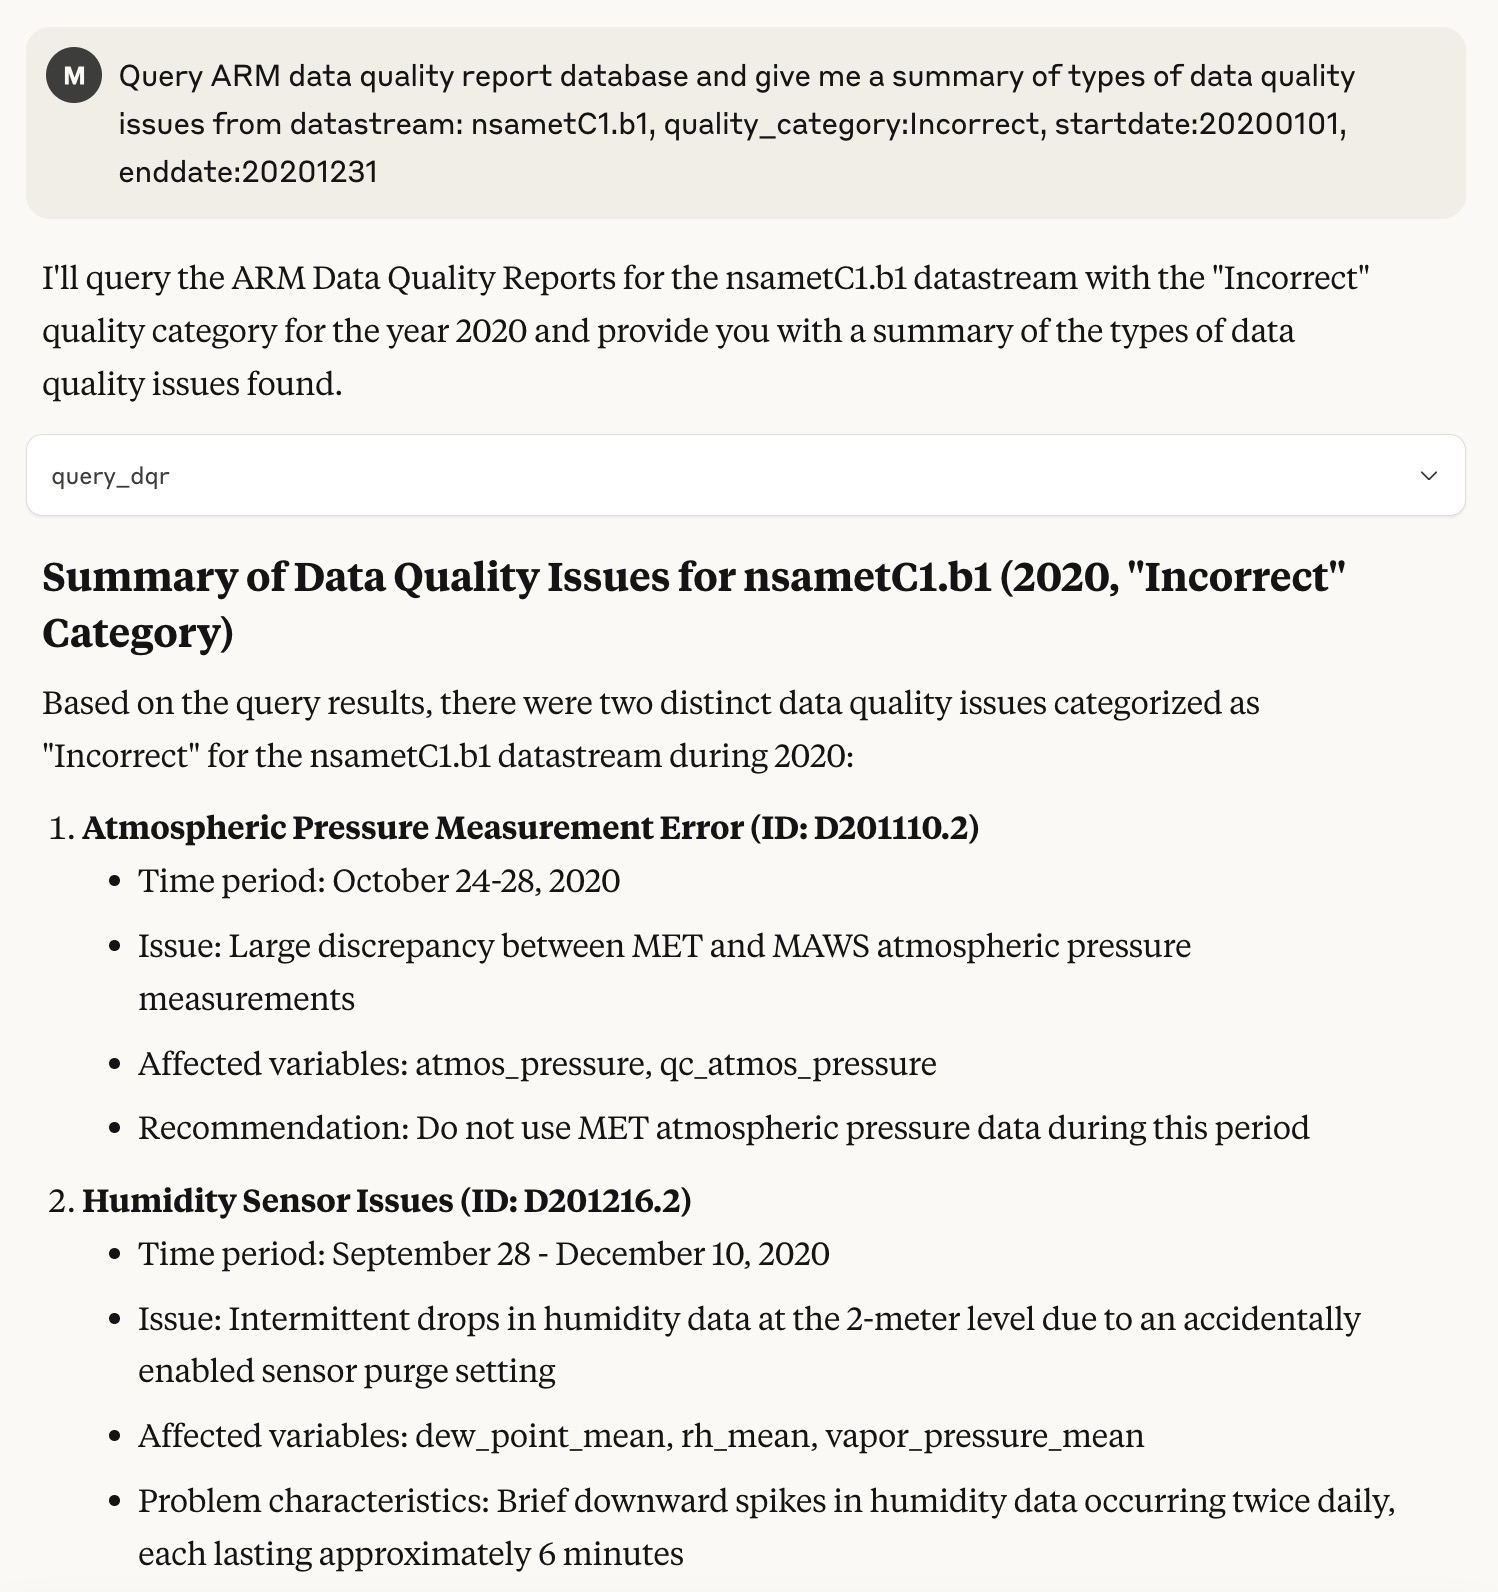 M
Query ARM data quality report database and give me a summary of types of data quality
issues from datastream: nsametC1.b1, quality_category:Incorrect, startdate:20200101,
enddate:20201231
I'll query the ARM Data Quality Reports for the nsametC1.b1 datastream with the "Incorrect"
quality category for the year 2020 and provide you with a summary of the types of data
quality issues found.
query_dqr
Summary of Data Quality Issues for nsametC1.b1 (2020, "Incorrect"
Category)
Based on the query results, there were two distinct data quality issues categorized as
"Incorrect" for the nsametC1.b1 datastream during 2020:
1. Atmospheric Pressure Measurement Error (ID: D201110.2)
• Time period: October 24-28, 2020
• Issue: Large discrepancy between MET and MAWS atmospheric pressure
measurements
• Affected variables: atmos_pressure, qc_atmos_pressure
• Recommendation: Do not use MET atmospheric pressure data during this period
2. Humidity Sensor Issues (ID: D201216.2)
• Time period: September 28 - December 10, 2020
• Issue: Intermittent drops in humidity data at the 2-meter level due to an accidentally
enabled sensor purge setting
• Affected variables: dew_point_mean, rh_mean, vapor_pressure_mean
• Problem characteristics: Brief downward spikes in humidity data occurring twice daily,
each lasting approximately 6 minutes